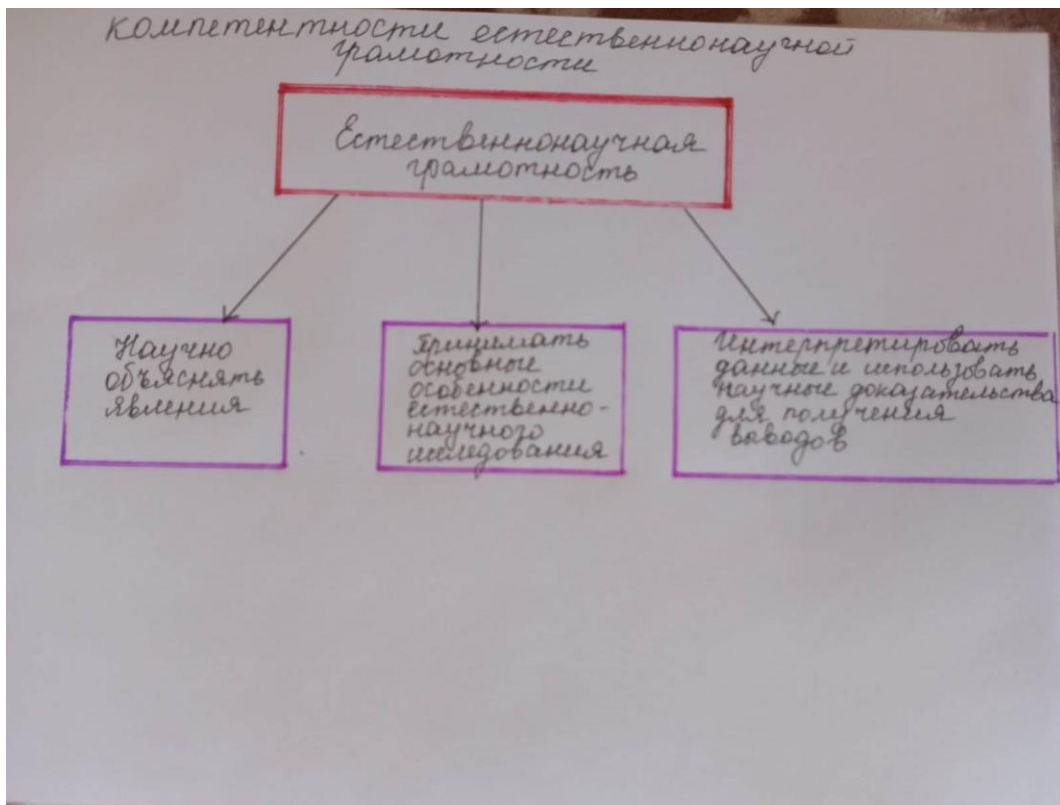 компетентности естественнонаучной
грамотности
Естественнонаучная
грамотность
Научно
объяснять
явления
Принимать
основные
особенности
естественно-
научного
исследования
Интерпретировать
данные и использовать
научные доказательства
для получения
выводов